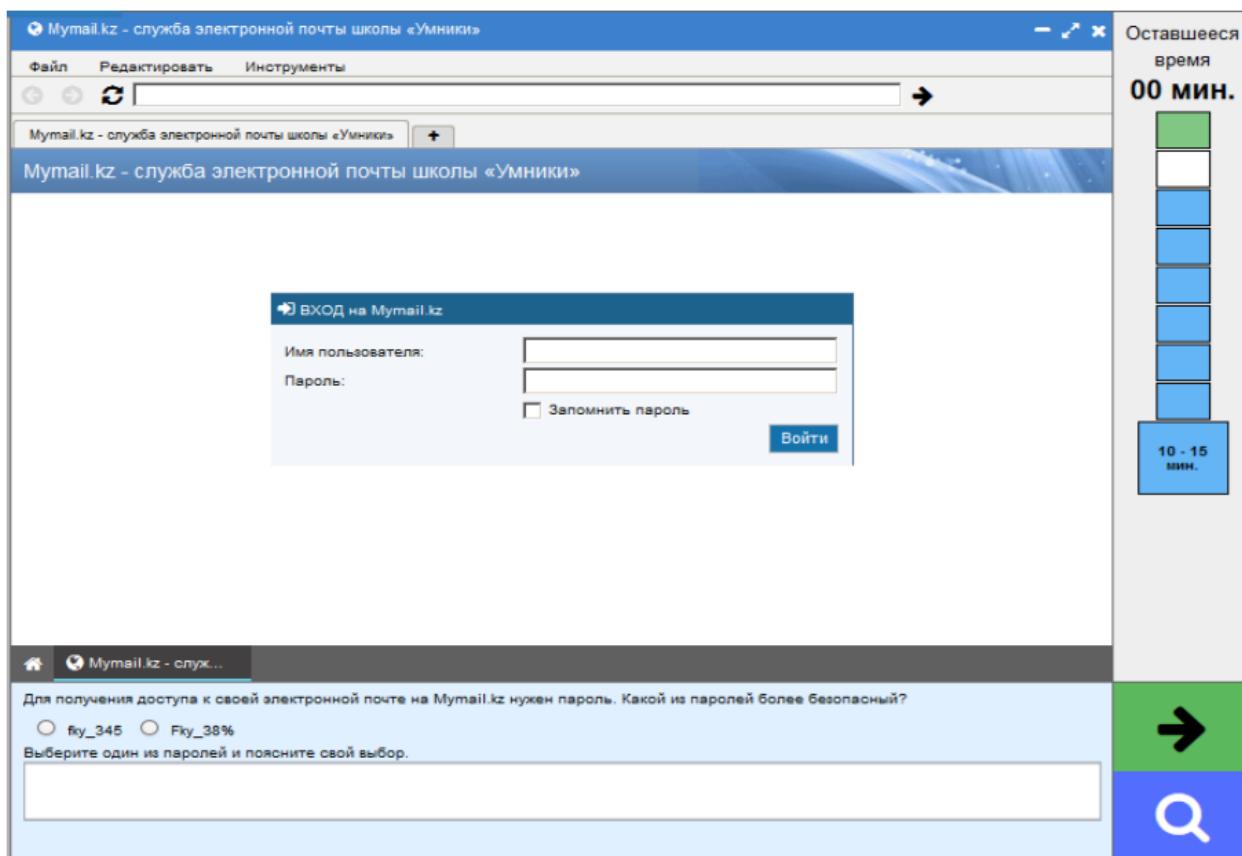 Mymail.kz - служба электронной почты школы «Умники»
Файл Редактировать Инструменты
Mymail.kz - служба электронной почты школы «Умники» +
Mymail.kz - служба электронной почты школы «Умники»
ВХОД на Mymail.kz
Имя пользователя:
Пароль:
Запомнить пароль
Войти
Mymail.kz - служ...
Для получения доступа к своей электронной почте на Mymail.kz нужен пароль. Какой из паролей более безопасный?
fky_345 Fky_38%
Выберите один из паролей и поясните свой выбор.
Оставшееся
время
00 мин.
10 - 15
мин.